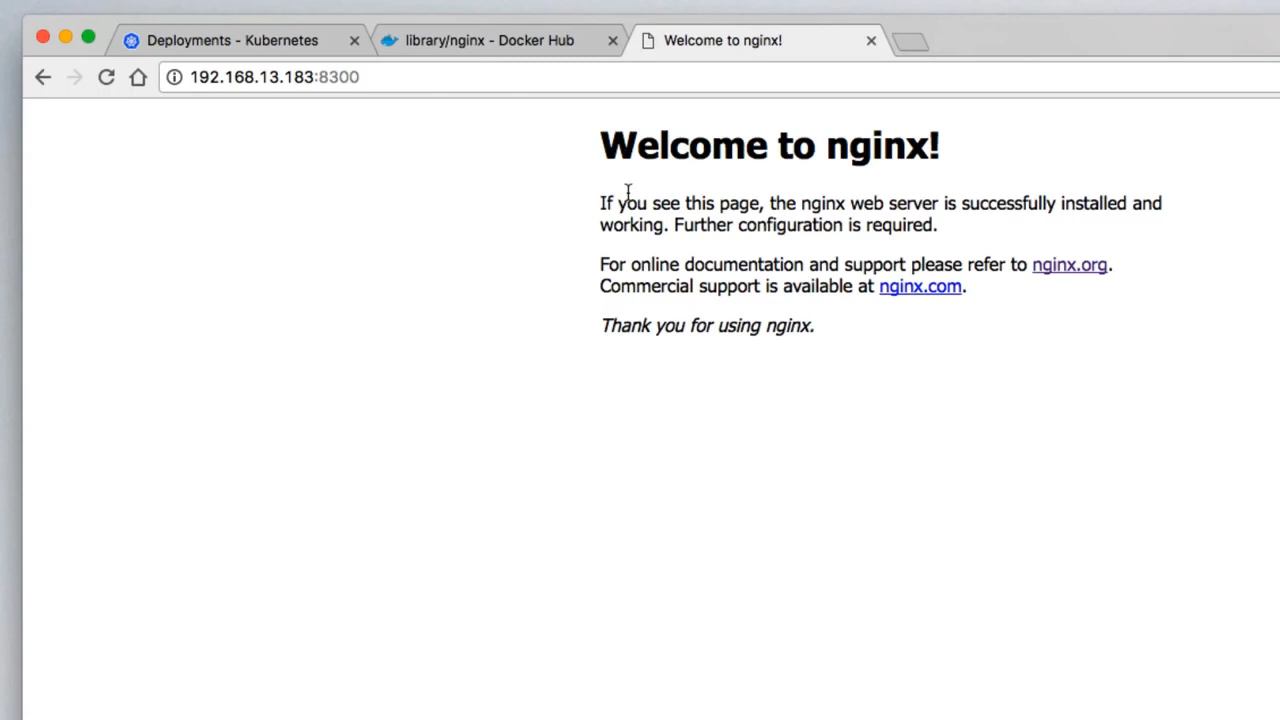 Deployments - Kubernetes
library/nginx - Docker Hub
Welcome to nginx!
192.168.13.183:8300
Welcome to nginx!
If you see this page, the nginx web server is successfully installed and
working. Further configuration is required.
For online documentation and support please refer to nginx.org.
Commercial support is available at nginx.com.
Thank you for using nginx.